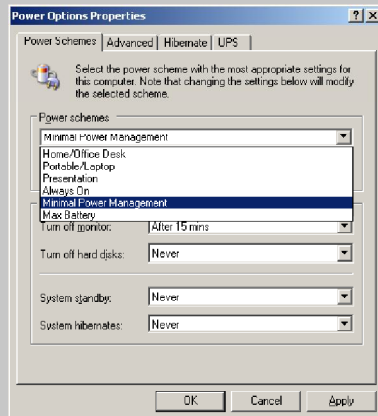 Power Options Properties
Power Schemes Advanced Hibernate UPS
Select the power scheme with the most appropriate settings for
this computer. Note that changing the settings below will modify
the selected scheme.
Power schemes
Minimal Power Management
Home/Office Desk
Portable/Laptop
Presentation
Always On
Minimal Power Management
Max Battery
Turn off monitor: After 15 mins
Turn off hard disks: Never
System standby: Never
System hibernates: Never
OK Cancel Apply